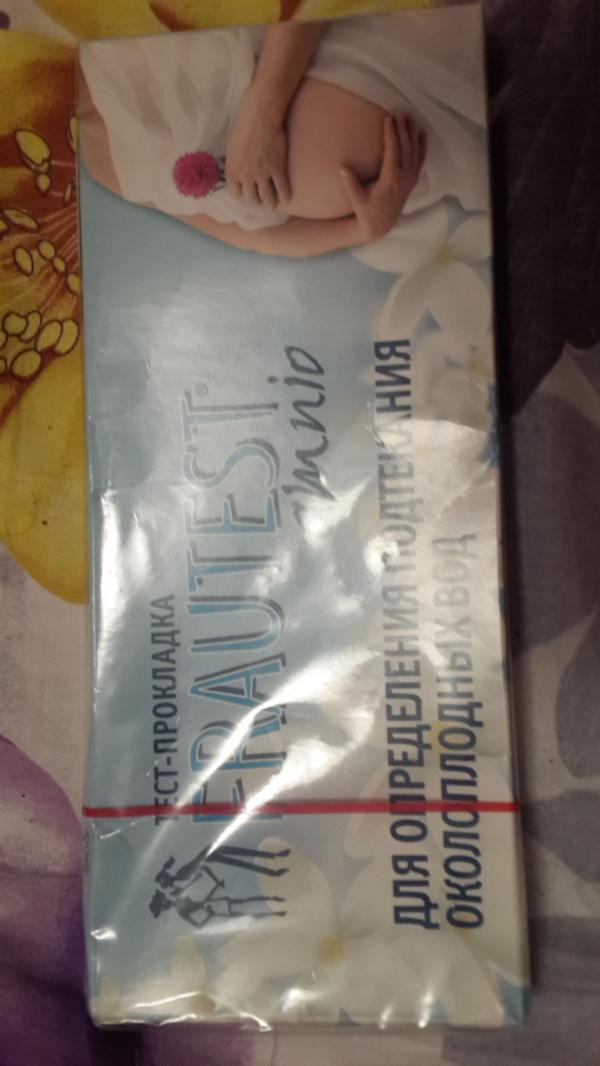 ТЕСТ-ПРОКЛАДКА
FRAUTEST®
amnio
ДЛЯ ОПРЕДЕЛЕНИЯ ПОДТЕКАНИЯ
ОКОЛОПЛОДНЫХ ВОД